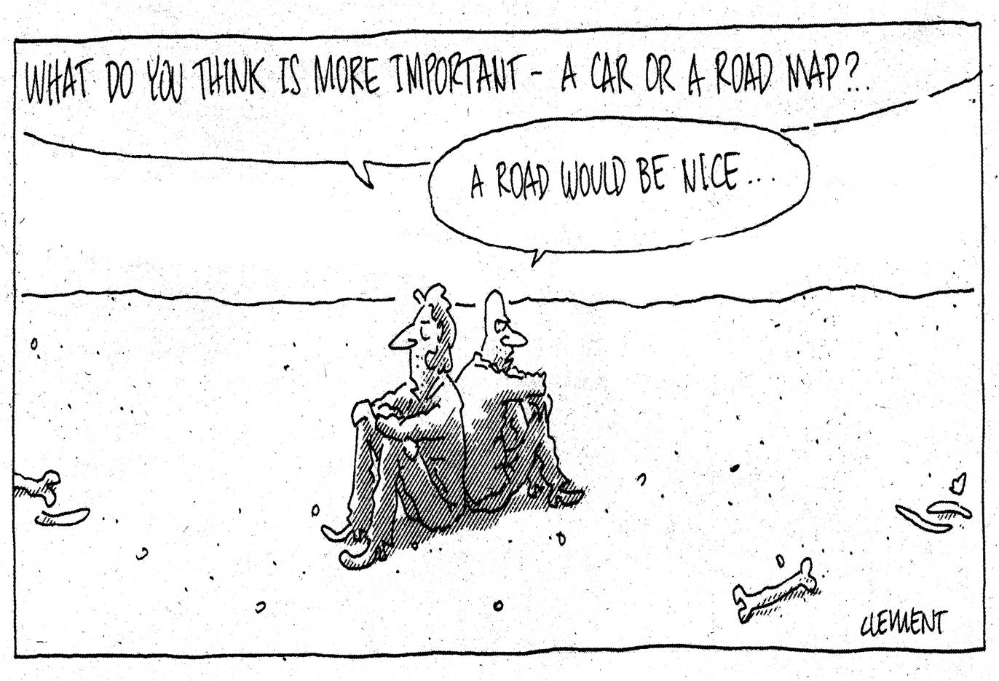 WHAT DO YOU THINK IS MORE IMPORTANT - A CAR OR A ROAD MAP?..
A ROAD WOULD BE NICE...
CLEMENT